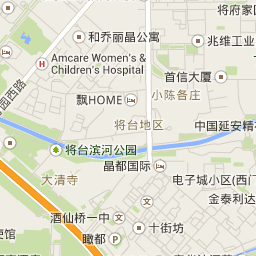 将府家园
和乔丽晶公寓
兆维工业
Amcare Women's &
Children's Hospital
首信大厦
飘HOME
小陈各庄
将台地区
中国延安精
将台滨河公园
晶都国际
大清寺
电子城小区(西门
金泰利达
酒仙桥一中
十街坊
瞰都